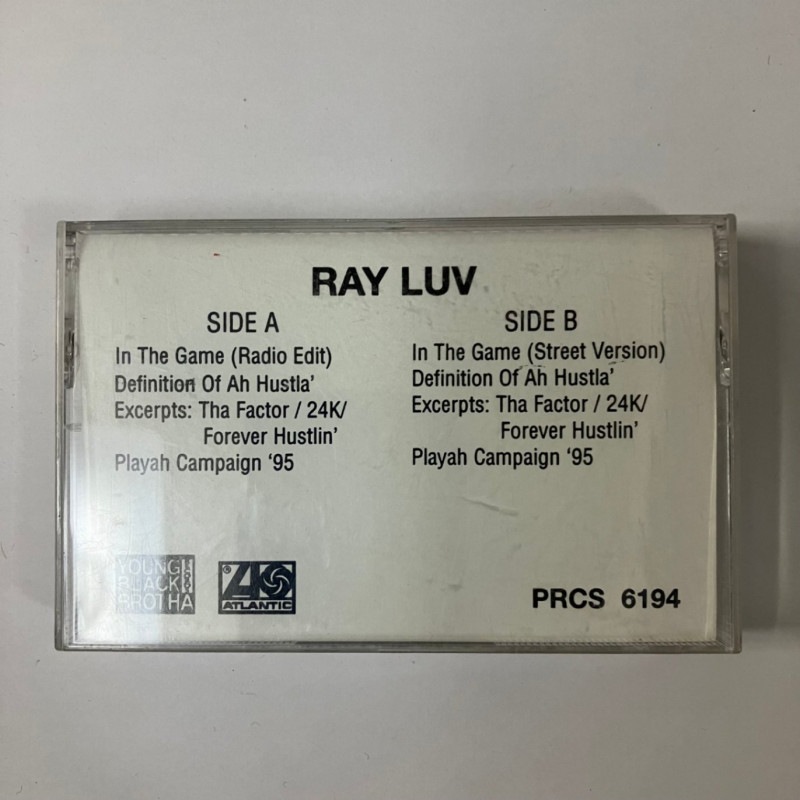 RAY LUV
SIDE A
In The Game (Radio Edit)
Definition Of Ah Hustla'
Excerpts: Tha Factor / 24K/
Forever Hustlin'
Playah Campaign '95
SIDE B
In The Game (Street Version)
Definition Of Ah Hustla'
Excerpts: Tha Factor / 24K/
Forever Hustlin'
Playah Campaign '95
YOUNG
BLACK
BROTHA
ATLANTIC
PRCS 6194